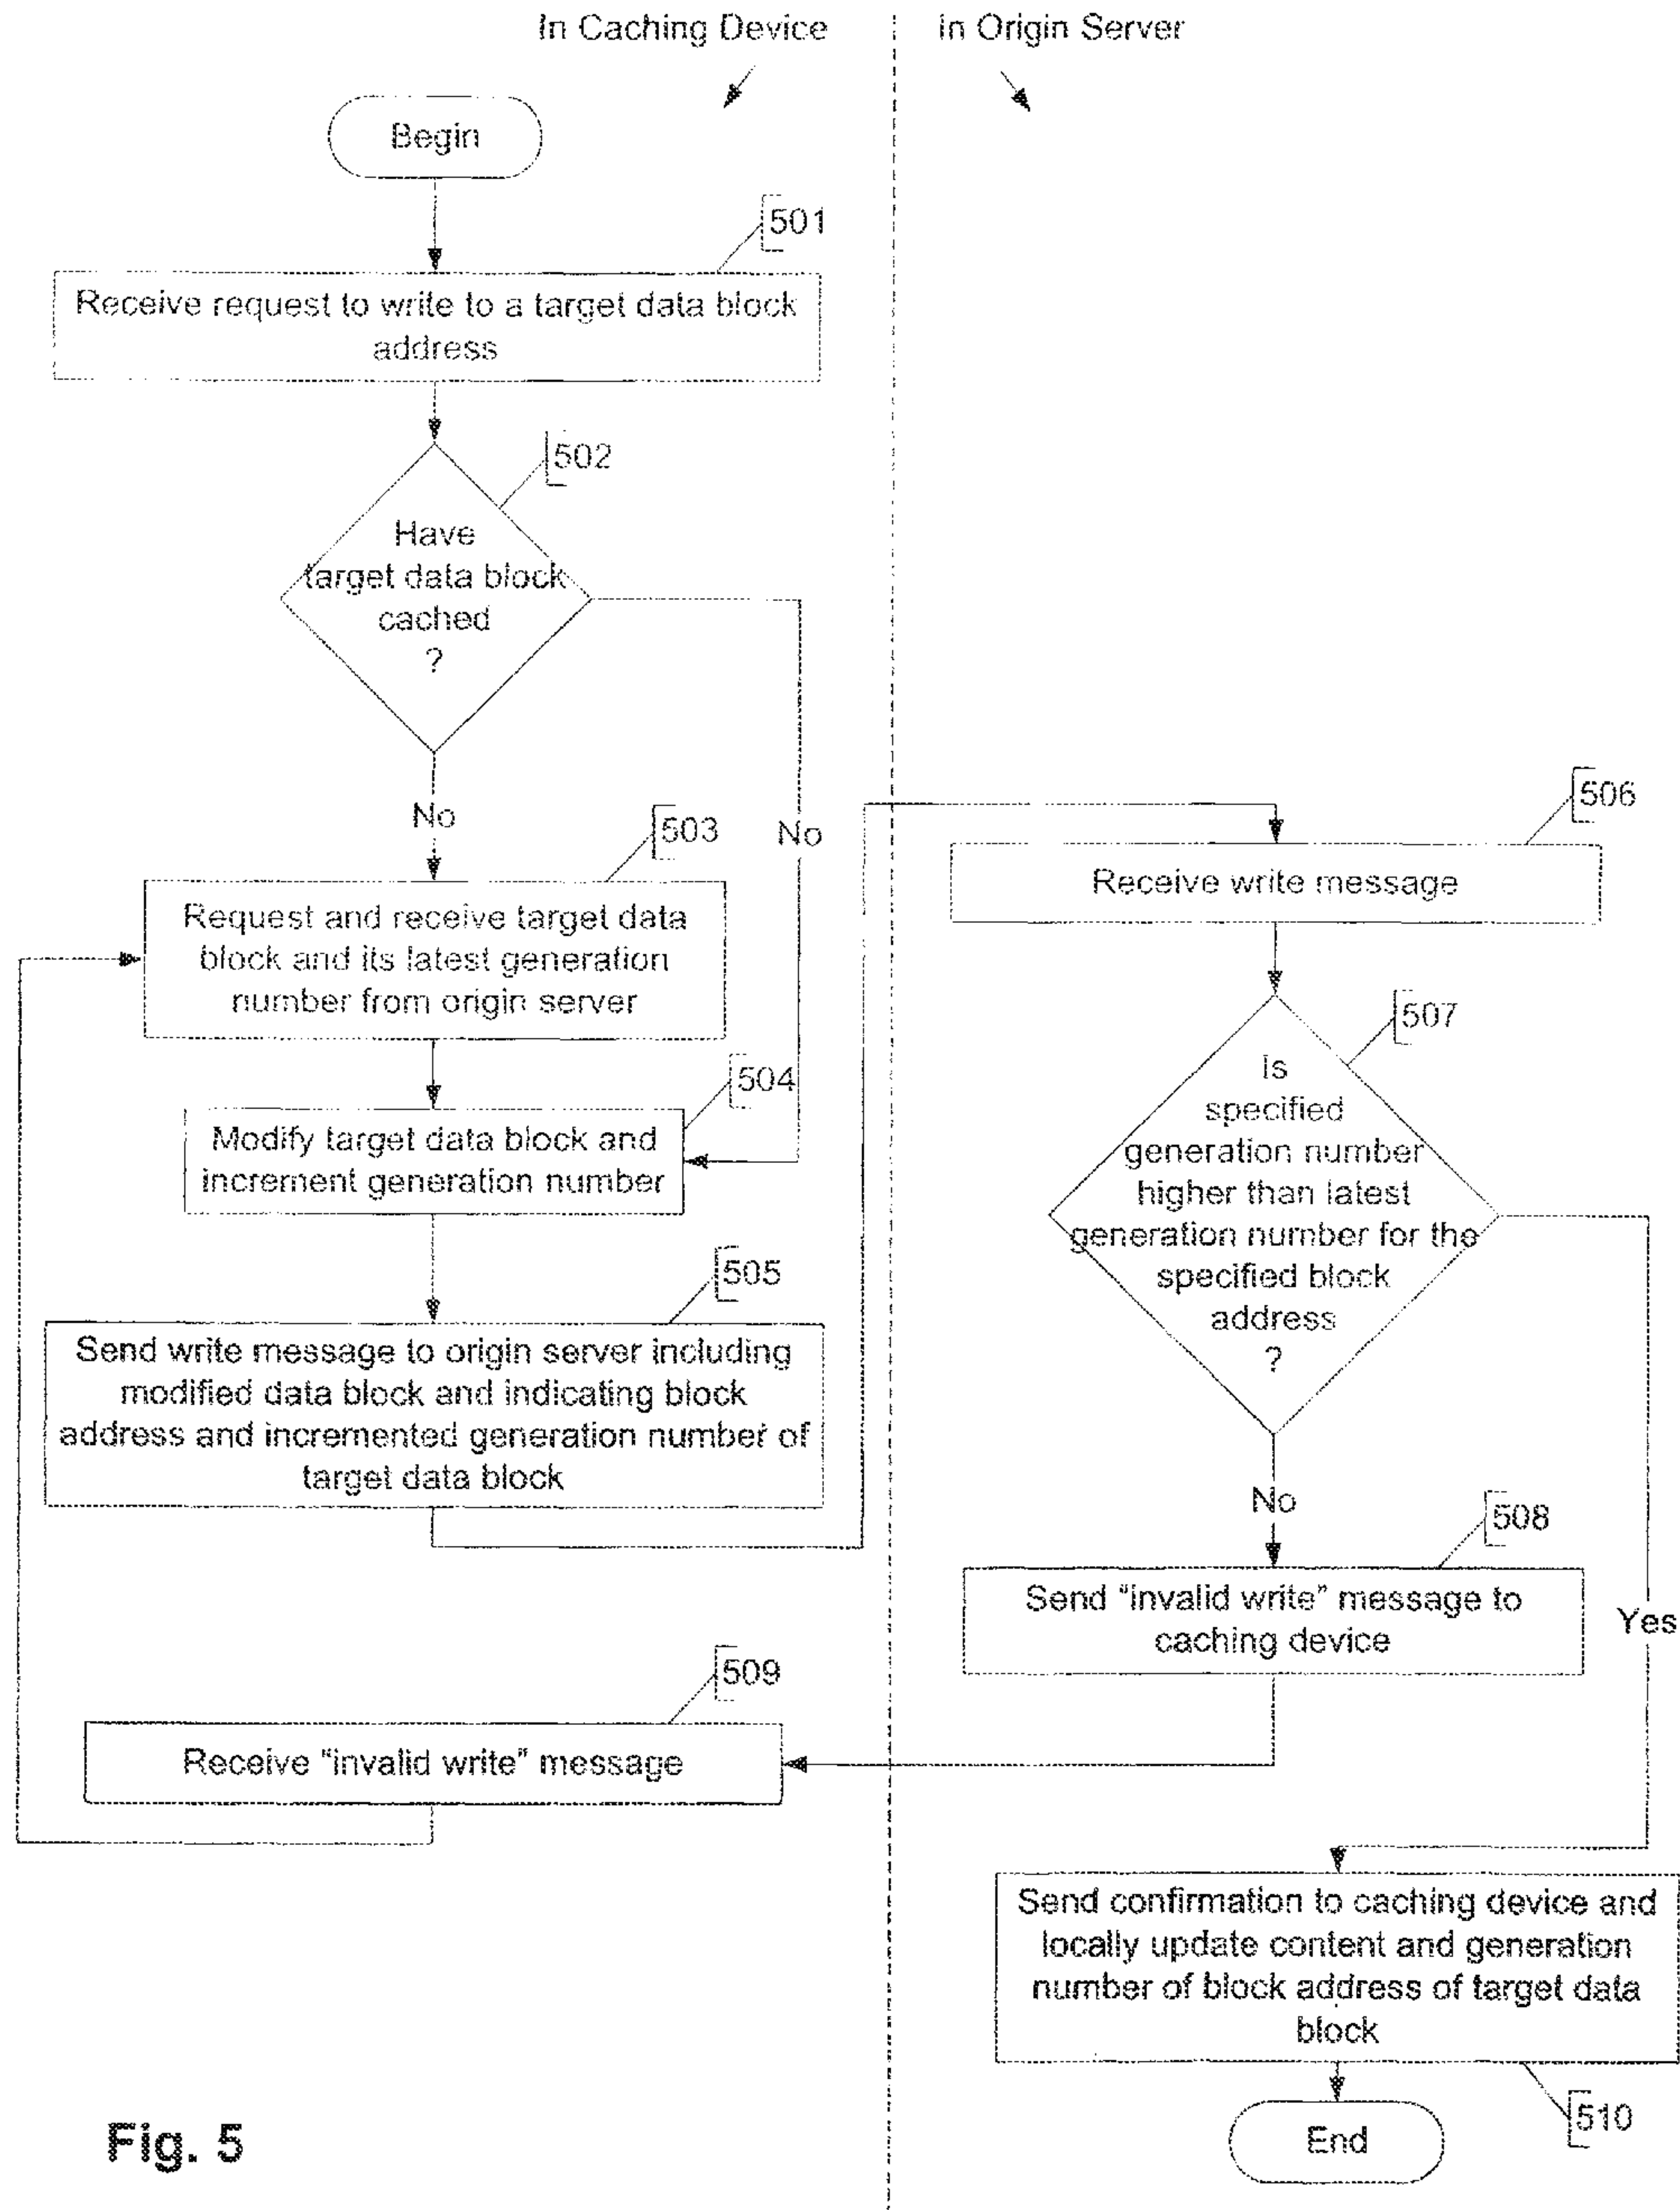 In Caching Device
In Origin Server
Begin
501
Receive request to write to a target data block
address
502
Have
target data block
cached
?
No
No
503
Request and receive target data
block and its latest generation
number from origin server
504
Modify target data block and
increment generation number
505
Send write message to origin server including
modified data block and indicating block
address and incremented generation number of
target data block
506
Receive write message
507
Is
specified
generation number
higher than latest
generation number for the
specified block
address
?
No
Yes
508
Send "invalid write" message to
caching device
509
Receive "invalid write" message
Send confirmation to caching device and
locally update content and generation
number of block address of target data
block
510
End
Fig. 5